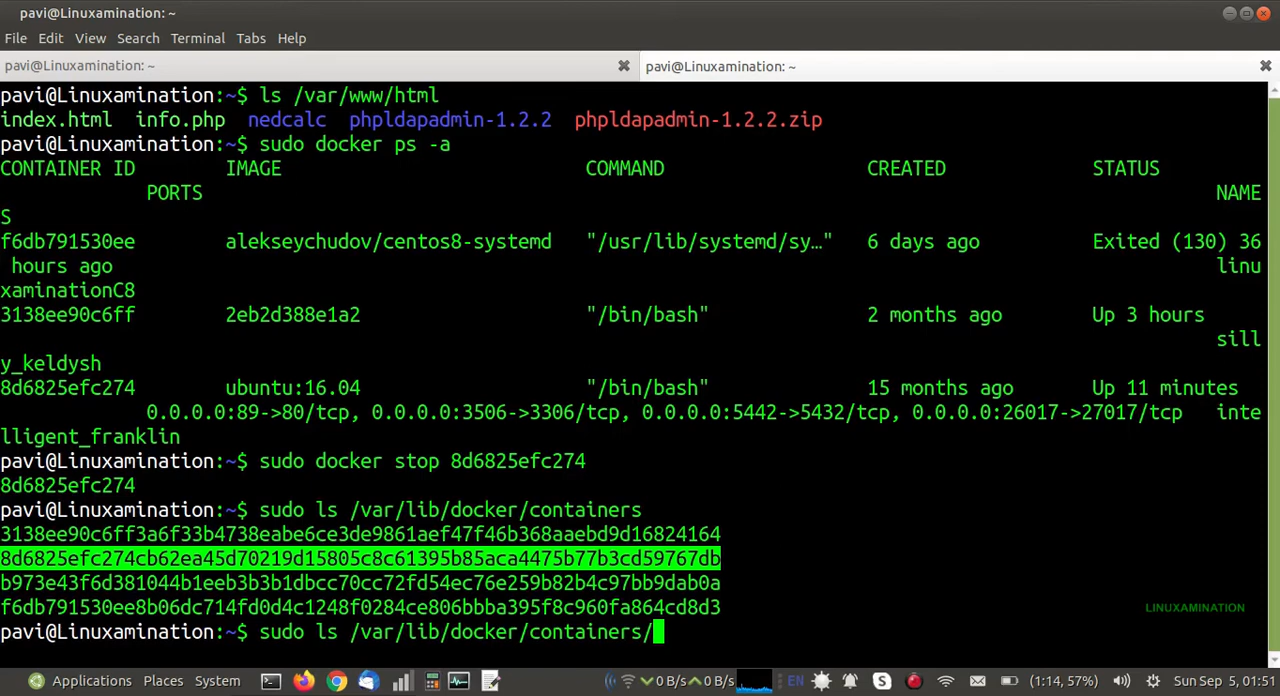 pavi@Linuxamination: ~
File Edit View Search Terminal Tabs Help
pavi@Linuxamination: ~ pavi@Linuxamination: ~
pavi@Linuxamination:~$ ls /var/www/html
index.html info.php nedcalc phpldapadmin-1.2.2 phpldapadmin-1.2.2.zip
pavi@Linuxamination:~$ sudo docker ps -a
CONTAINER ID IMAGE COMMAND CREATED STATUS
PORTS NAME
S
f6db791530ee alekseychudov/centos8-systemd "/usr/lib/systemd/sy…" 6 days ago Exited (130) 36
hours ago linu
xaminationC8
3138ee90c6ff 2eb2d388e1a2 "/bin/bash" 2 months ago Up 3 hours
sill
y_keldysh
8d6825efc274 ubuntu:16.04 "/bin/bash" 15 months ago Up 11 minutes
0.0.0.0:89->80/tcp, 0.0.0.0:3506->3306/tcp, 0.0.0.0:5442->5432/tcp, 0.0.0.0:26017->27017/tcp inte
lligent_franklin
pavi@Linuxamination:~$ sudo docker stop 8d6825efc274
8d6825efc274
pavi@Linuxamination:~$ sudo ls /var/lib/docker/containers
3138ee90c6ff3a6f33b4738eabe6ce3de9861aef47f46b368aaebd9d16824164
8d6825efc274cb62ea45d70219d15805c8c61395b85aca4475b77b3cd59767db
b973e43f6d381044b1eeb3b3b1dbcc70cc72fd54ec76e259b82b4c97bb9dab0a
f6db791530ee8b06dc714fd0d4c1248f0284ce806bbba395f8c960fa864cd8d3
pavi@Linuxamination:~$ sudo ls /var/lib/docker/containers/
LINUXAMINATION
Applications Places System 0 B/s 0 B/s EN S (1:14, 57%) Sun Sep 5, 01:51